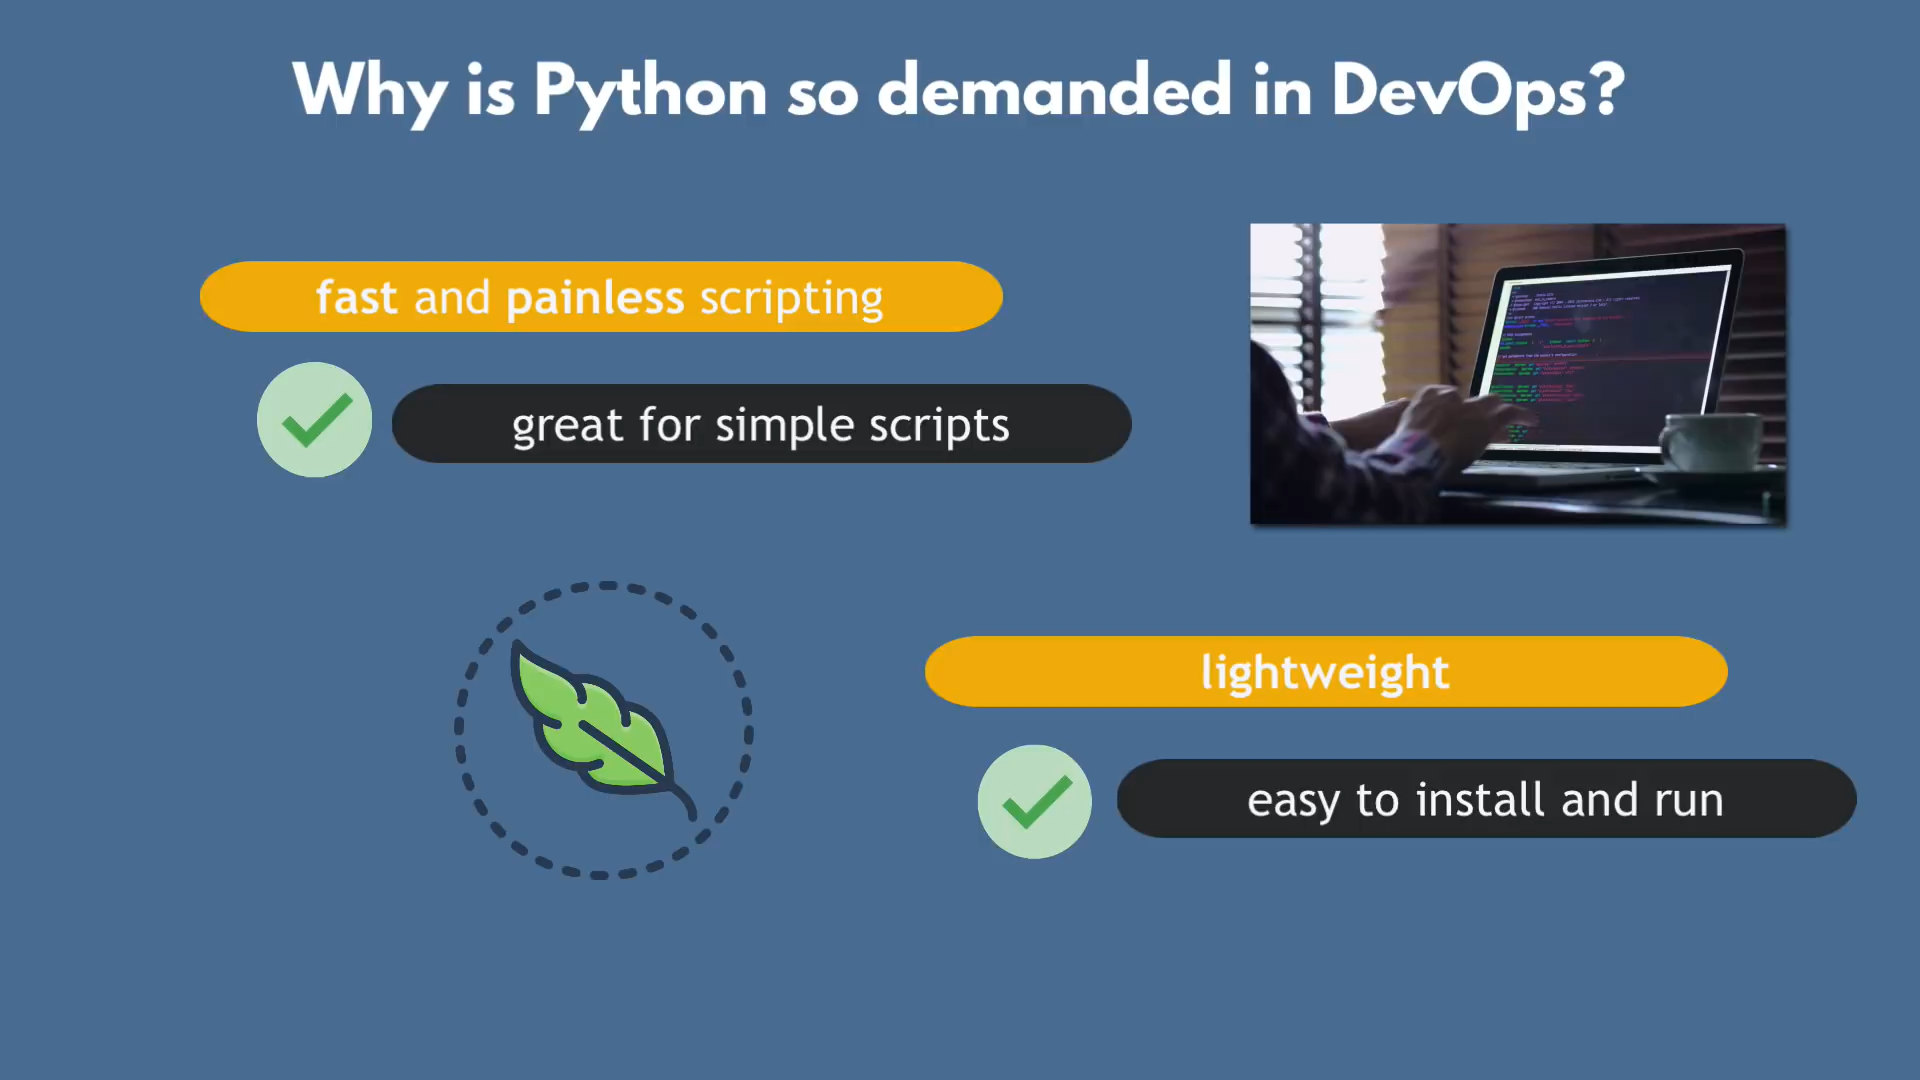 Why is Python so demanded in DevOps?
fast and painless scripting
great for simple scripts
lightweight
easy to install and run